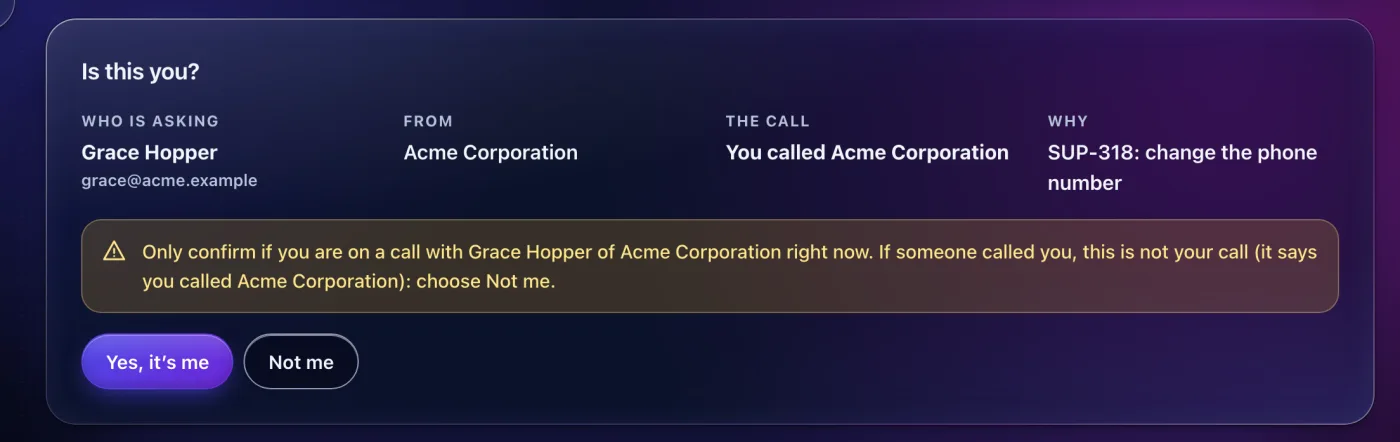 Is this you?
WHO IS ASKING
Grace Hopper
grace@acme.example
FROM
Acme Corporation
THE CALL
You called Acme Corporation
WHY
SUP-318: change the phone
number
Only confirm if you are on a call with Grace Hopper of Acme Corporation right now. If someone called you, this is not your call (it says
you called Acme Corporation): choose Not me.
Yes, it’s me
Not me